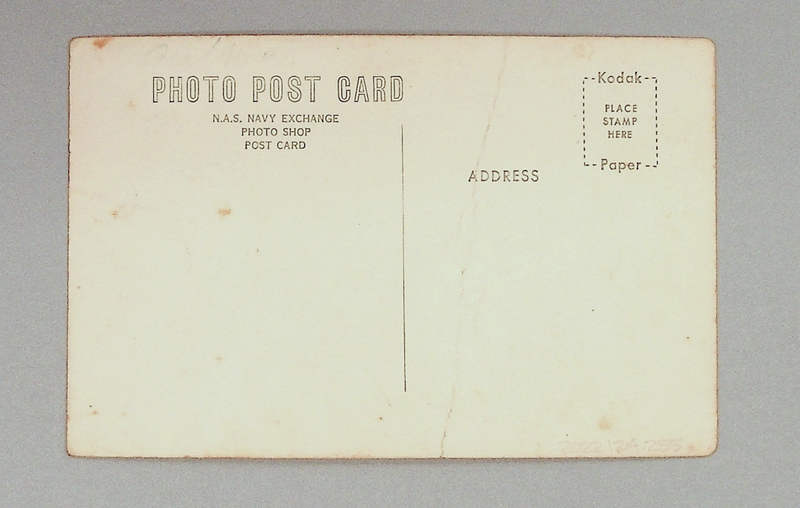 PHOTO POST CARD
N.A.S. NAVY EXCHANGE
PHOTO SHOP
POST CARD
ADDRESS
Kodak
PLACE
STAMP
HERE
Paper